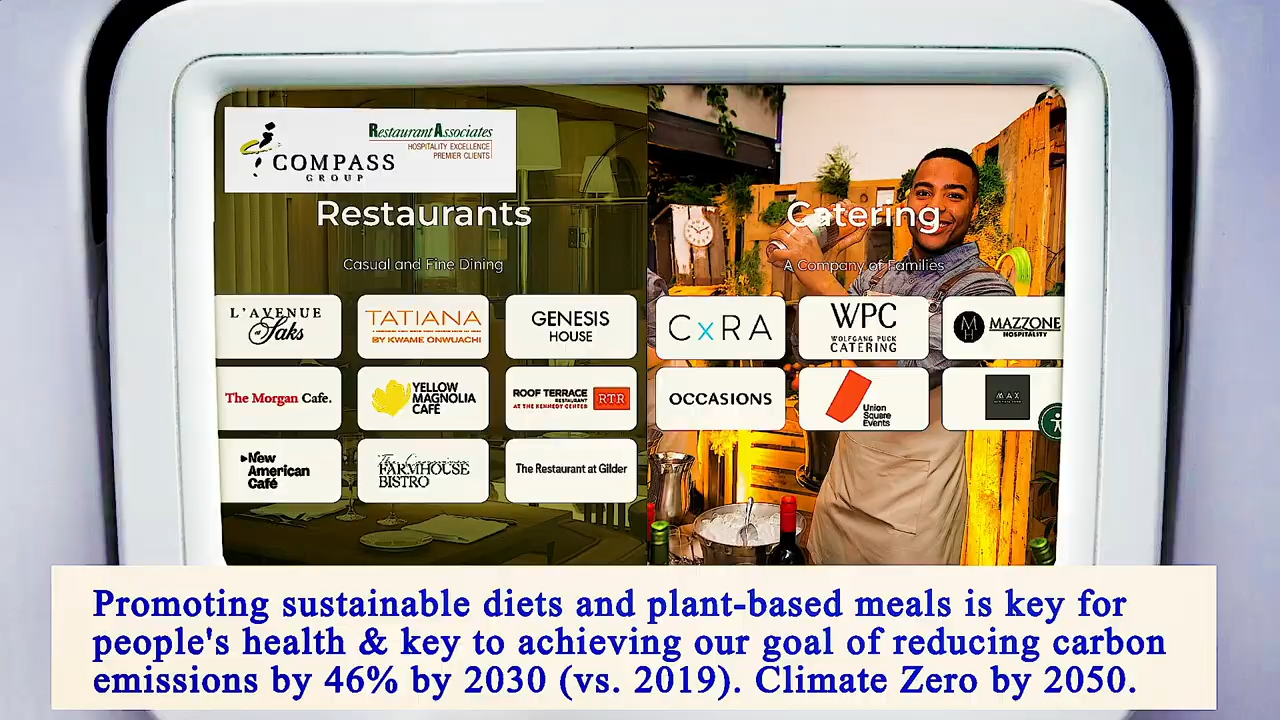 COMPASS
GROUP
Restaurant Associates
HOSPITALITY EXCELLENCE
PREMIER CLIENTS
Restaurants
Casual and Fine Dining
L'AVENUE
at Saks
TATIANA
BY KWAME ONWUACHI
GENESIS
HOUSE
The Morgan Cafe.
YELLOW
MAGNOLIA
CAFÉ
ROOF TERRACE
RESTAURANT
AT THE KENNEDY CENTER
RTR
New
American
Café
FARMHOUSE
BISTRO
The Restaurant at Gilder
Catering
A Company of Families
CxRA
WPC
WOLFGANG PUCK
CATERING
MH
MAZZONE
HOSPITALITY
OCCASIONS
Union
Square
Events
MAX
Promoting sustainable diets and plant-based meals is key for
people's health & key to achieving our goal of reducing carbon
emissions by 46% by 2030 (vs. 2019). Climate Zero by 2050.